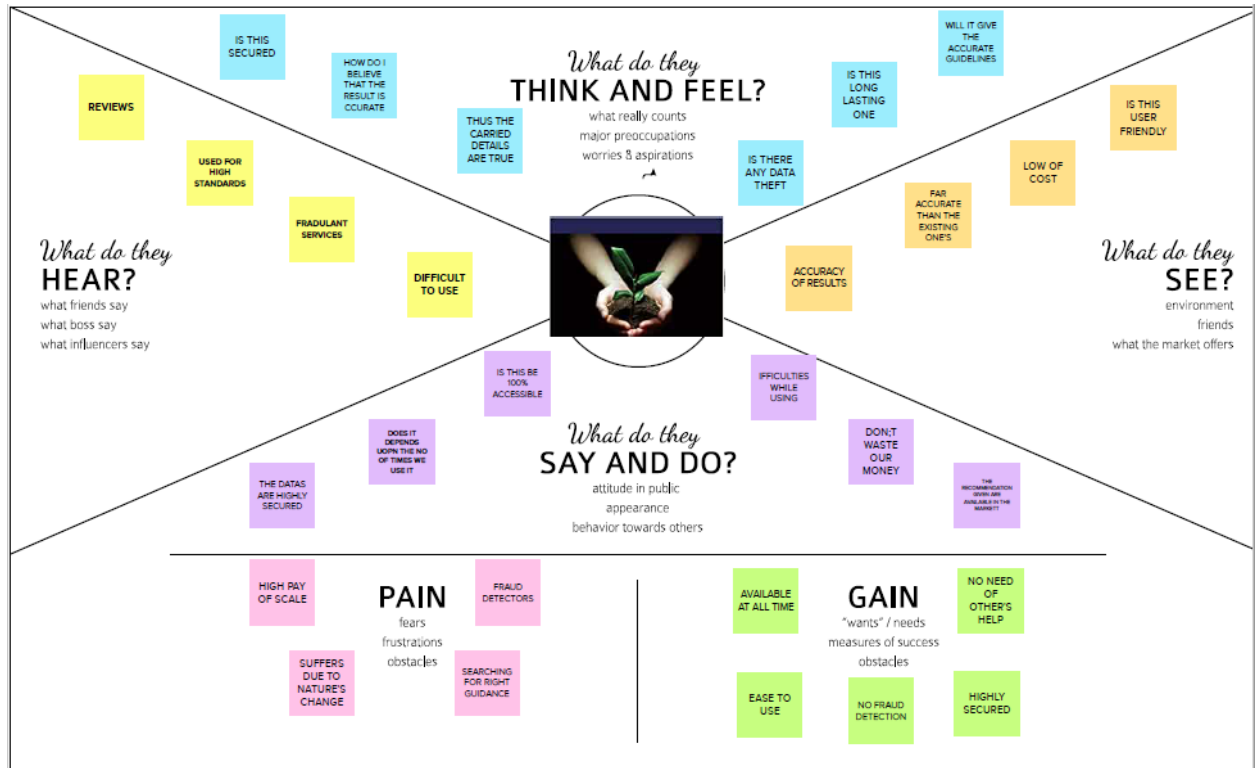 What do they
THINK AND FEEL?
what really counts
major preoccupations
worries & aspirations
IS THIS
SECURED
HOW DO I
BELIEVE
THAT THE
RESULT IS
CCURATE
THUS THE
CARRIED
DETAILS
ARE TRUE
IS THERE
ANY DATA
THEFT
IS THIS
LONG
LASTING
ONE
WILL IT GIVE
THE
ACCURATE
GUIDELINES
What do they
HEAR?
what friends say
what boss say
what influencers say
REVIEWS
USED FOR
HIGH
STANDARDS
FRADULANT
SERVICES
DIFFICULT
TO USE
What do they
SEE?
environment
friends
what the market offers
IS THIS
USER
FRIENDLY
LOW OF
COST
FAR
ACCURATE
THAN THE
EXISTING
ONE'S
ACCURACY
OF RESULTS
What do they
SAY AND DO?
attitude in public
appearance
behavior towards others
IS THIS BE
100%
ACCESSIBLE
DOES IT
DEPENDS
UOPN THE NO
OF TIMES WE
USE IT
THE DATAS
ARE HIGHLY
SECURED
IFFICULTIES
WHILE
USING
DON;T
WASTE
OUR
MONEY
THE
RECOMMENDATION
GIVEN ARE
AVAILABLE IN THE
MARKET?
PAIN
fears
frustrations
obstacles
HIGH PAY
OF SCALE
FRAUD
DETECTORS
SUFFERS
DUE TO
NATURE'S
CHANGE
SEARCHING
FOR RIGHT
GUIDANCE
GAIN
"wants" / needs
measures of success
obstacles
AVAILABLE
AT ALL TIME
NO NEED
OF
OTHER'S
HELP
EASE TO
USE
NO FRAUD
DETECTION
HIGHLY
SECURED